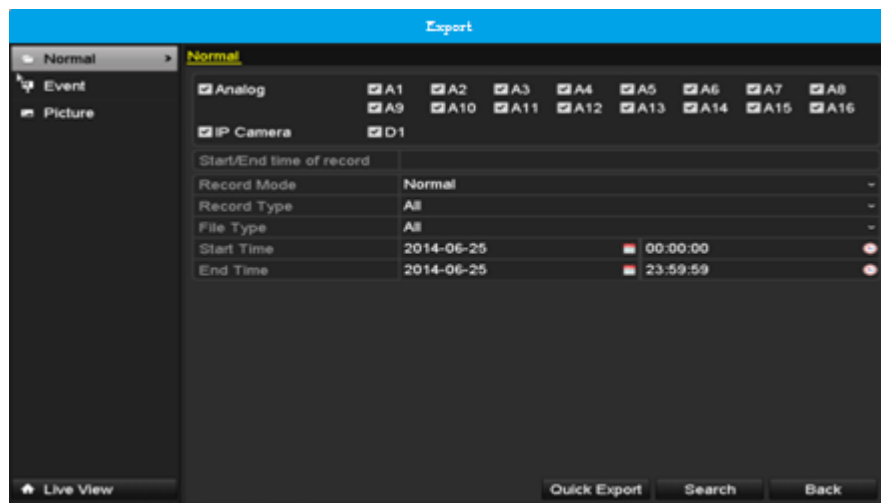 Export
Normal
Event
Picture
Live View
Normal
Analog A1 A2 A3 A4 A5 A6 A7 A8
A9 A10 A11 A12 A13 A14 A15 A16
IP Camera D1
Start/End time of record
Record Mode Normal
Record Type All
File Type All
Start Time 2014-06-25 00:00:00
End Time 2014-06-25 23:59:59
Quick Export Search Back